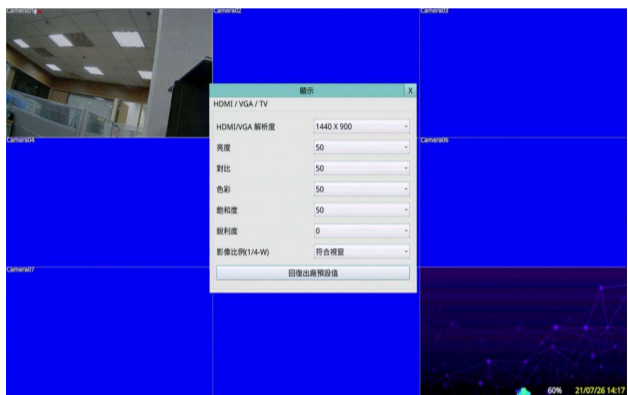 Camera01
Camera02
Camera03
顯示
X
HDMI / VGA / TV
HDMI/VGA 解析度
1440 X 900
亮度
50
對比
50
色彩
50
飽和度
50
銳利度
0
影像比例(1/4-W)
符合視窗
回復出廠預設值
Camera04
Camera06
Camera07
60%
21/07/26 14:17